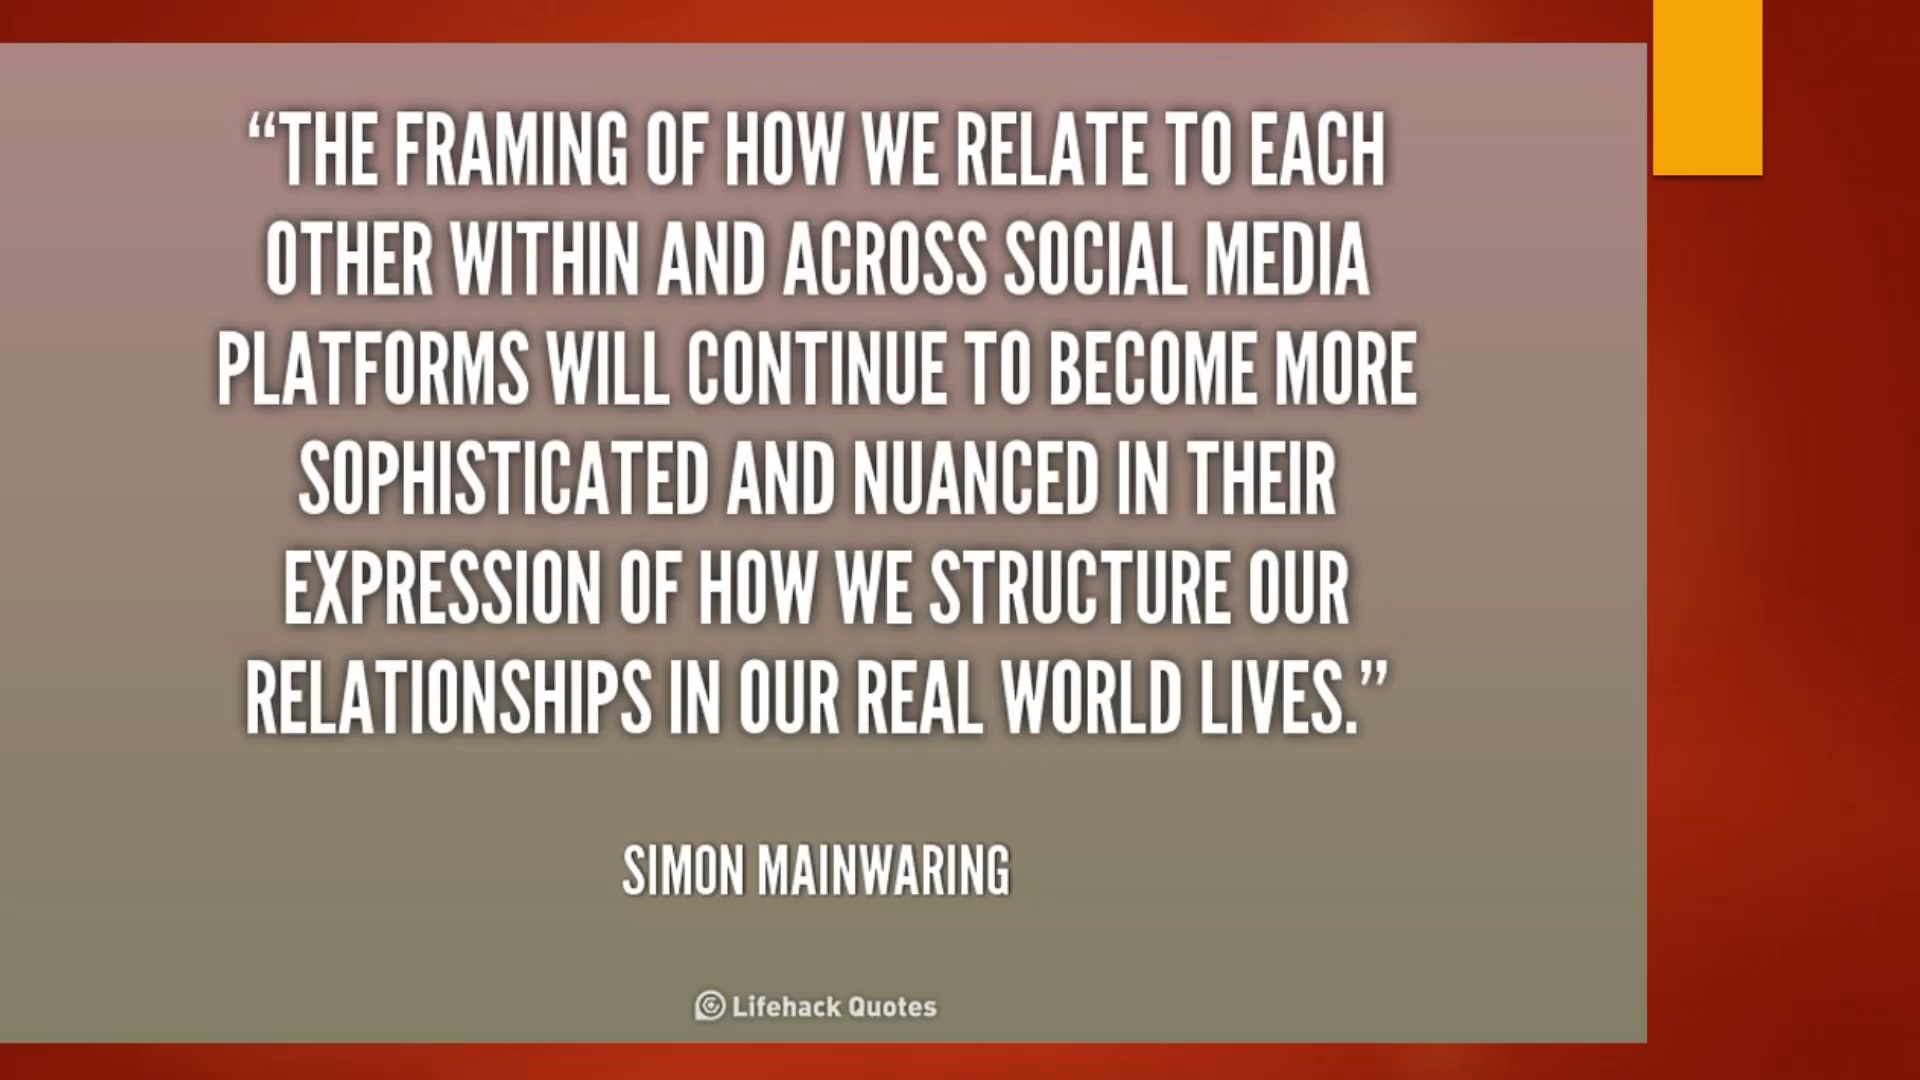 “THE FRAMING OF HOW WE RELATE TO EACH
OTHER WITHIN AND ACROSS SOCIAL MEDIA
PLATFORMS WILL CONTINUE TO BECOME MORE
SOPHISTICATED AND NUANCED IN THEIR
EXPRESSION OF HOW WE STRUCTURE OUR
RELATIONSHIPS IN OUR REAL WORLD LIVES.”
SIMON MAINWARING
Lifehack Quotes